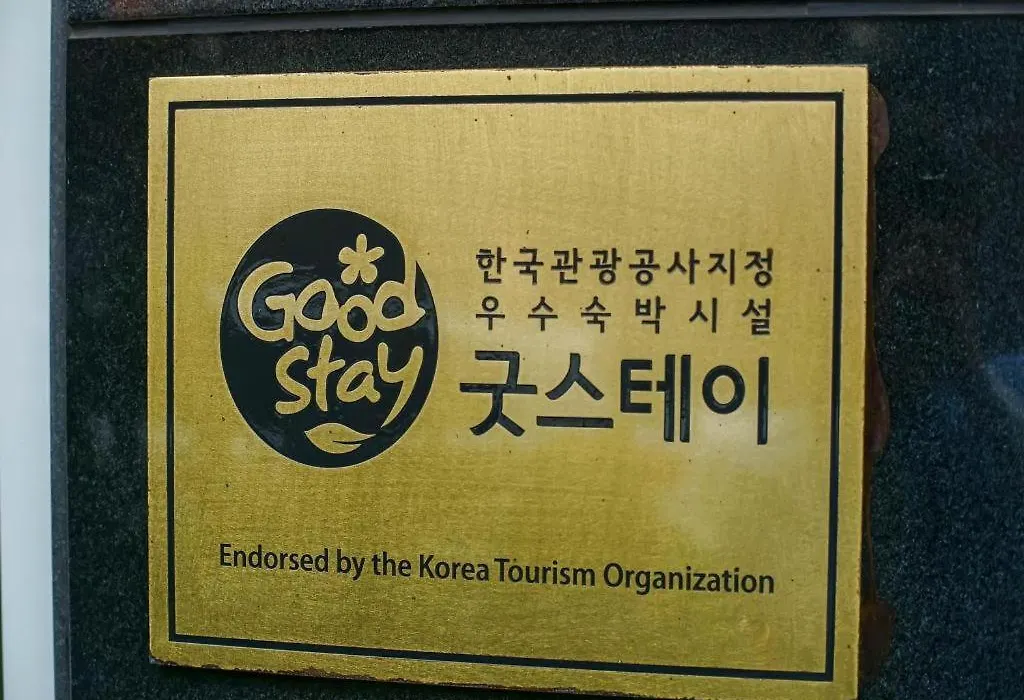 Good
Stay
한국관광공사지정
우수숙박시설
굿스테이
Endorsed by the Korea Tourism Organization